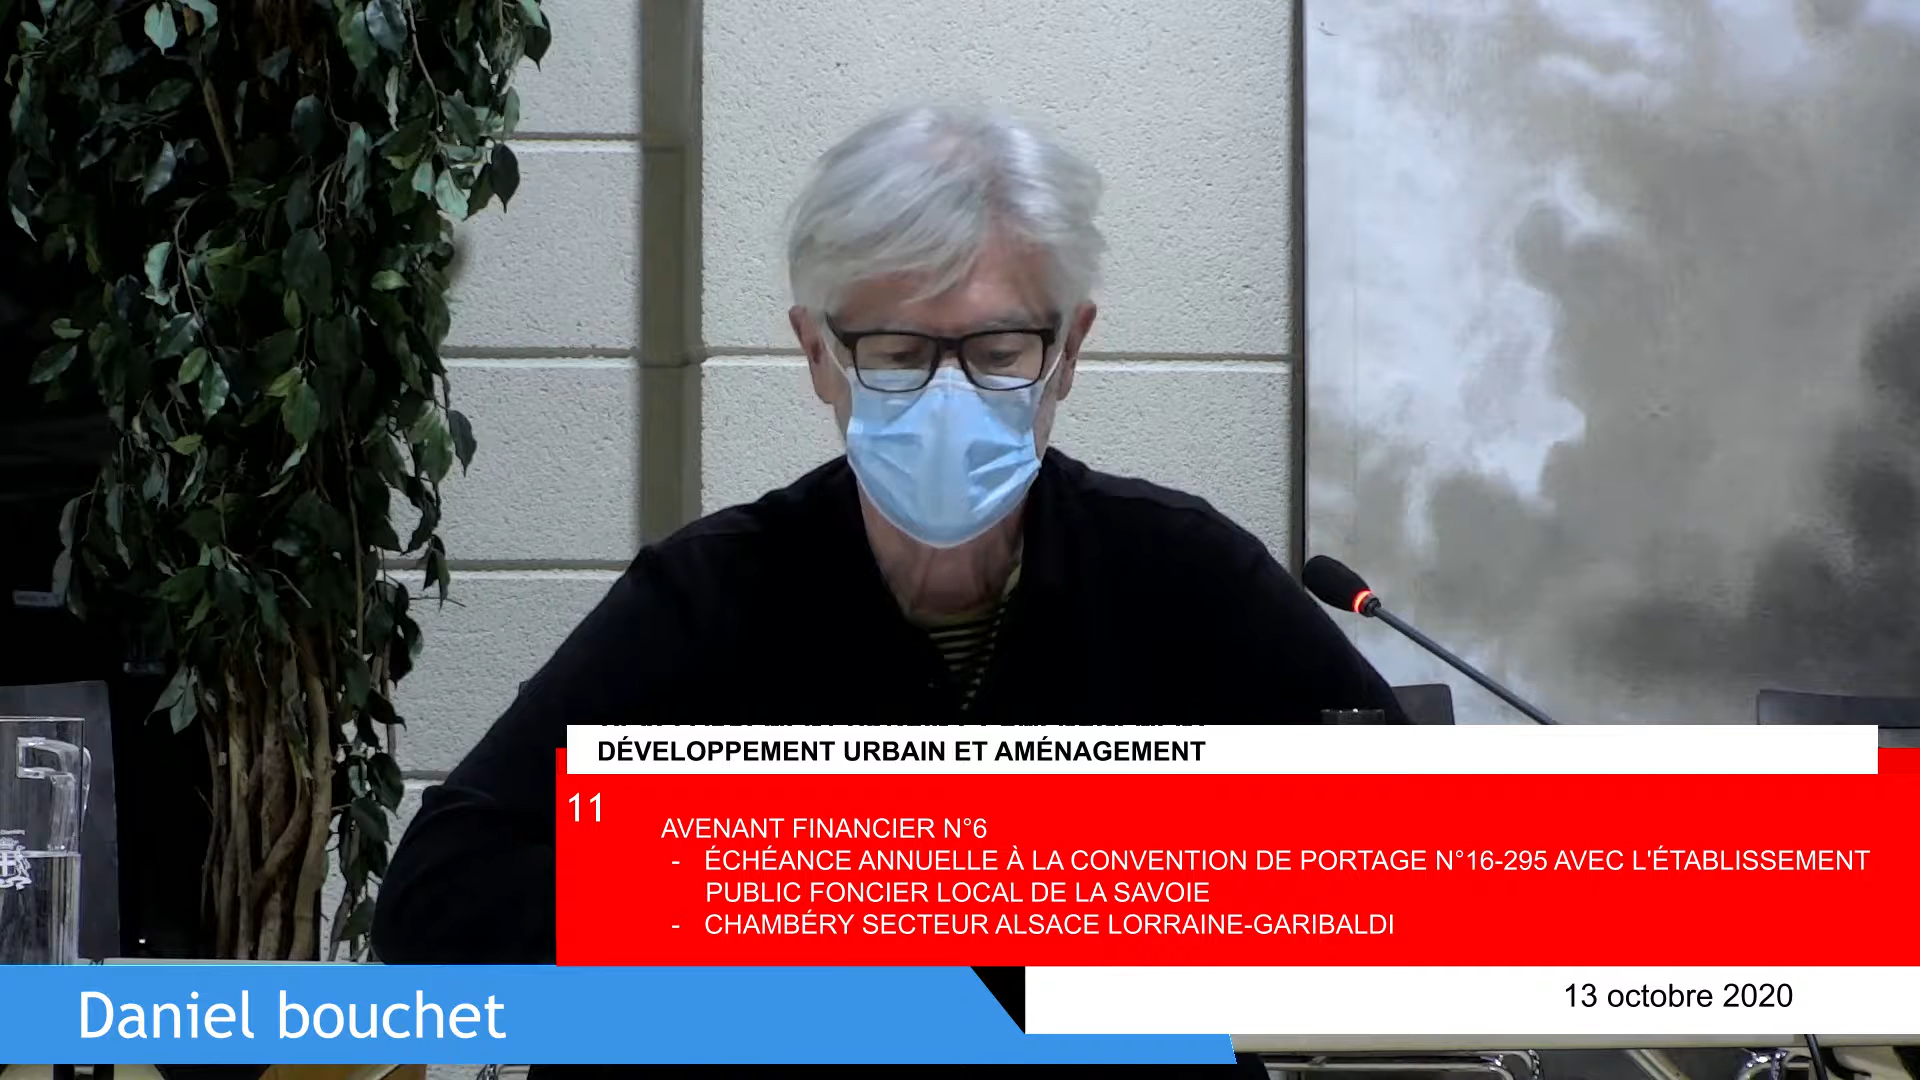 DÉVELOPPEMENT URBAIN ET AMÉNAGEMENT
11
AVENANT FINANCIER N°6
- ÉCHÉANCE ANNUELLE À LA CONVENTION DE PORTAGE N°16-295 AVEC L'ÉTABLISSEMENT
PUBLIC FONCIER LOCAL DE LA SAVOIE
- CHAMBÉRY SECTEUR ALSACE LORRAINE-GARIBALDI
13 octobre 2020
Daniel bouchet